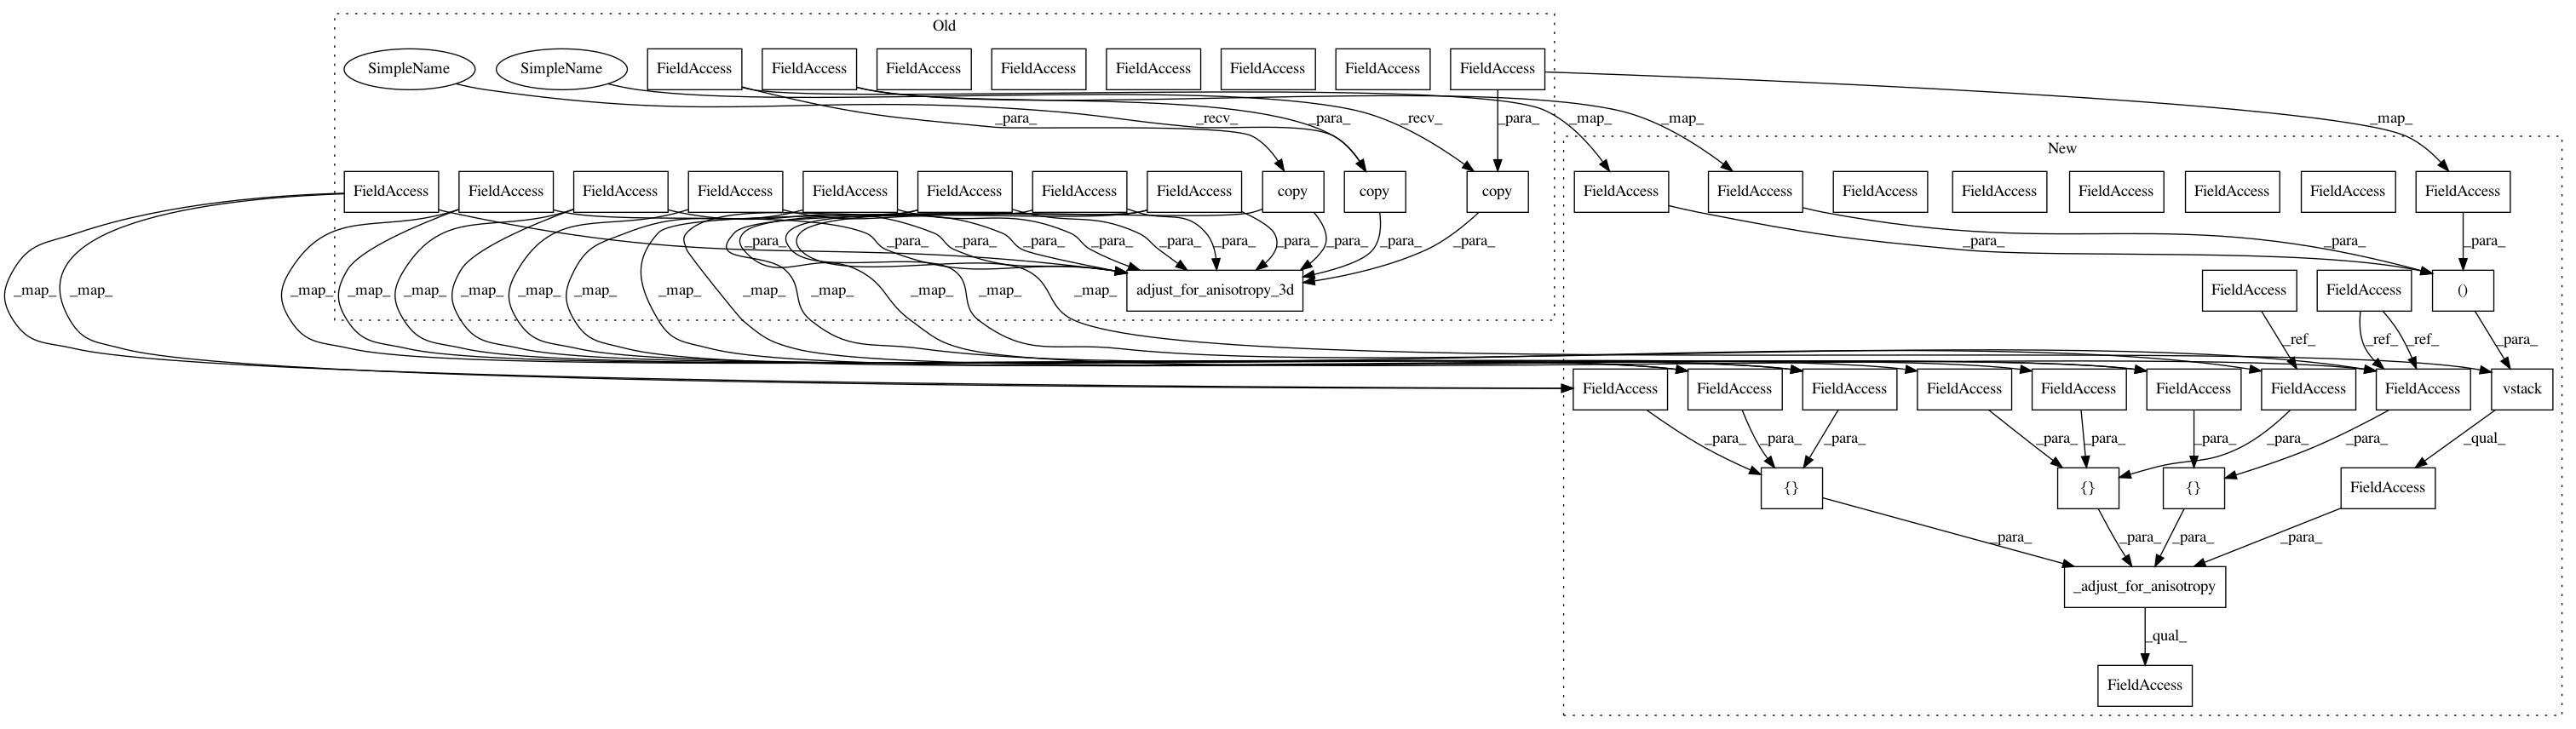 Old
SimpleName SimpleName FieldAccess FieldAccess FieldAccess FieldAccess FieldAccess FieldAccess FieldAccess FieldAccess
_para_ _recv_ _para_ _recv_ _para_ _map_ _map_ _map_
New
FieldAccess FieldAccess FieldAccess FieldAccess FieldAccess FieldAccess FieldAccess FieldAccess copy copy copy FieldAccess FieldAccess FieldAccess FieldAccess FieldAccess FieldAccess FieldAccess FieldAccess
_para_ _para_ _para_ _para_ _para_ _para_ _para_ _para_ _para_ _para_ _para_ _para_ _para_ _para_
_map_ _map_ _map_ _map_ _map_ _map_ _map_ _map_ _map_ _map_ _map_ _map_ _map_ adjust_for_anisotropy_3d FieldAccess FieldAccess ()
_ref_ _ref_ _ref_ _para_
FieldAccess FieldAccess FieldAccess FieldAccess FieldAccess FieldAccess FieldAccess FieldAccess vstack
_para_ _para_ _para_ _para_ _para_ _para_ _para_ _para_ _qual_
{} {} {} FieldAccess
_para_ _para_ _para_ _para_
_adjust_for_anisotropy
_qual_
FieldAccess